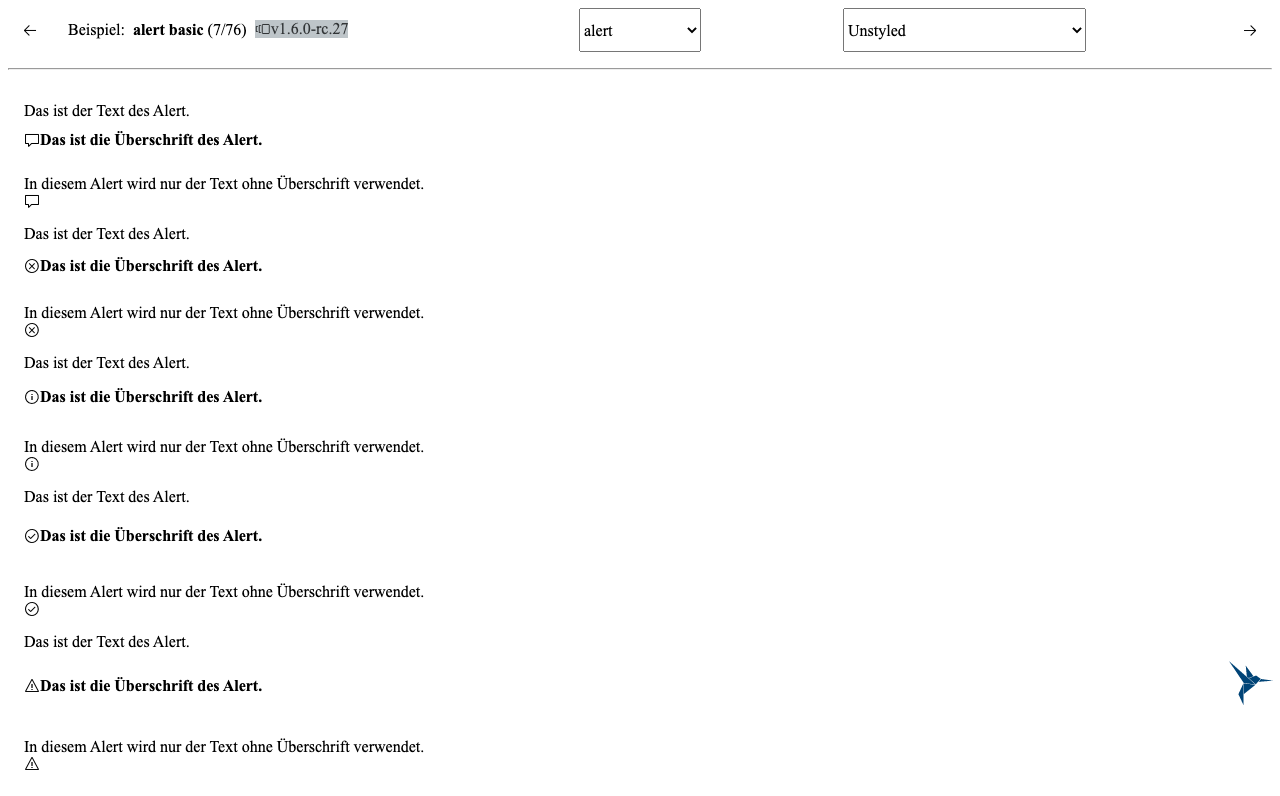 Beispiel: alert basic (7/76) v1.6.0-rc.27 alert Unstyled
Das ist der Text des Alert.
Das ist die Überschrift des Alert.
In diesem Alert wird nur der Text ohne Überschrift verwendet.
Das ist der Text des Alert.
Das ist die Überschrift des Alert.
In diesem Alert wird nur der Text ohne Überschrift verwendet.
Das ist der Text des Alert.
Das ist die Überschrift des Alert.
In diesem Alert wird nur der Text ohne Überschrift verwendet.
Das ist der Text des Alert.
Das ist die Überschrift des Alert.
In diesem Alert wird nur der Text ohne Überschrift verwendet.
Das ist der Text des Alert.
Das ist die Überschrift des Alert.
In diesem Alert wird nur der Text ohne Überschrift verwendet.